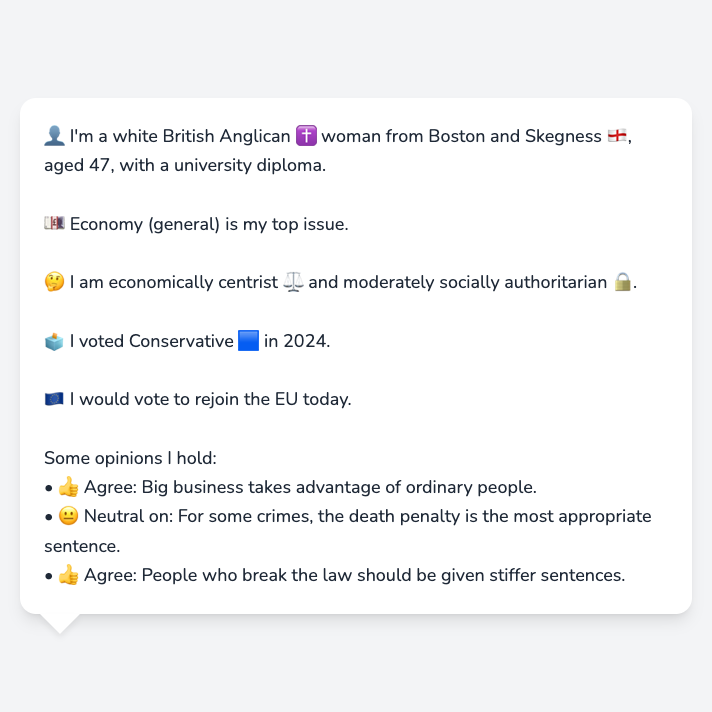 👤 I'm a white British Anglican ✝️ woman from Boston and Skegness 🏴󠁧󠁢󠁥󠁮󠁧󠁿,
aged 47, with a university diploma.
💷 Economy (general) is my top issue.
🤔 I am economically centrist ⚖️ and moderately socially authoritarian 🔒.
🗳️ I voted Conservative 🟦 in 2024.
🇪🇺 I would vote to rejoin the EU today.
Some opinions I hold:
• 👍 Agree: Big business takes advantage of ordinary people.
• 😐 Neutral on: For some crimes, the death penalty is the most appropriate
sentence.
• 👍 Agree: People who break the law should be given stiffer sentences.